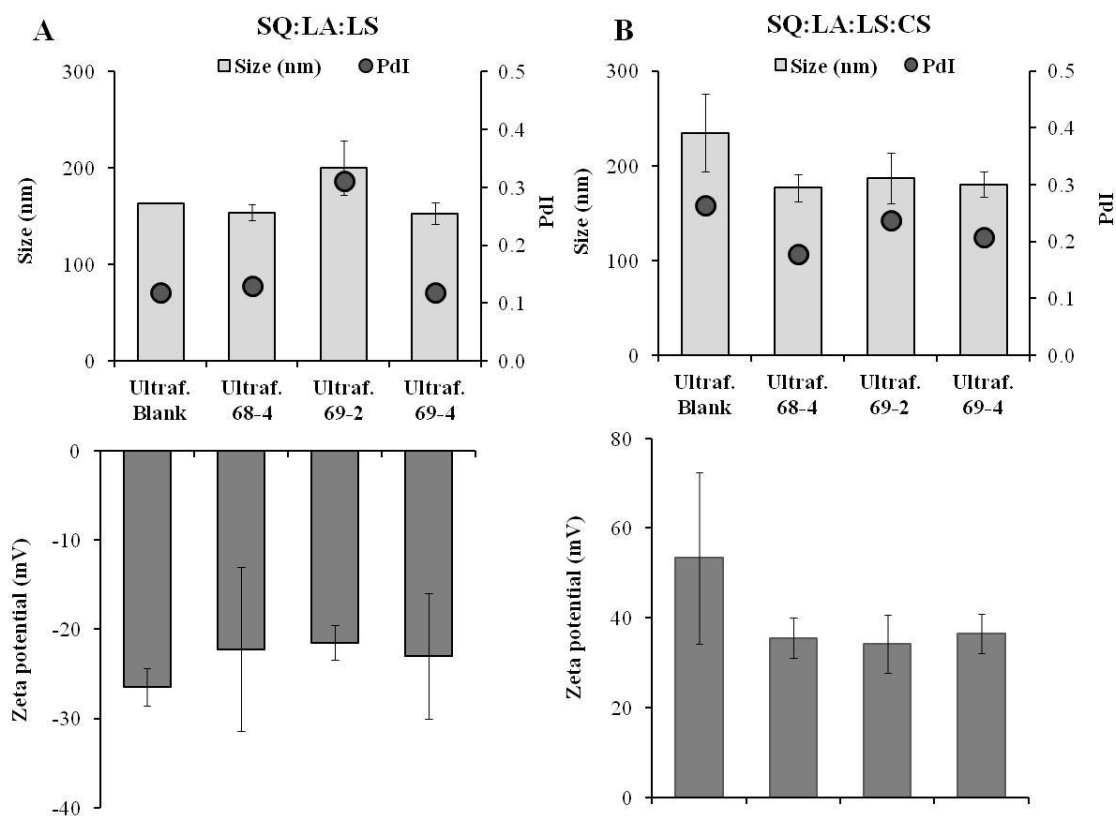 A
SQ:LA:LS
Size (nm)
PdI
300
200
100
0
Size (nm)
0.5
0.4
0.3
0.2
0.1
0.0
PdI
Ultraf. Ultraf. Ultraf. Ultraf.
Blank 68-4 69-2 69-4
0
-10
-20
-30
-40
Zeta potential (mV)
B
SQ:LA:LS:CS
Size (nm)
PdI
300
200
100
0
Size (nm)
0.5
0.4
0.3
0.2
0.1
0.0
PdI
Ultraf. Ultraf. Ultraf. Ultraf.
Blank 68-4 69-2 69-4
80
60
40
20
0
Zeta potential (mV)